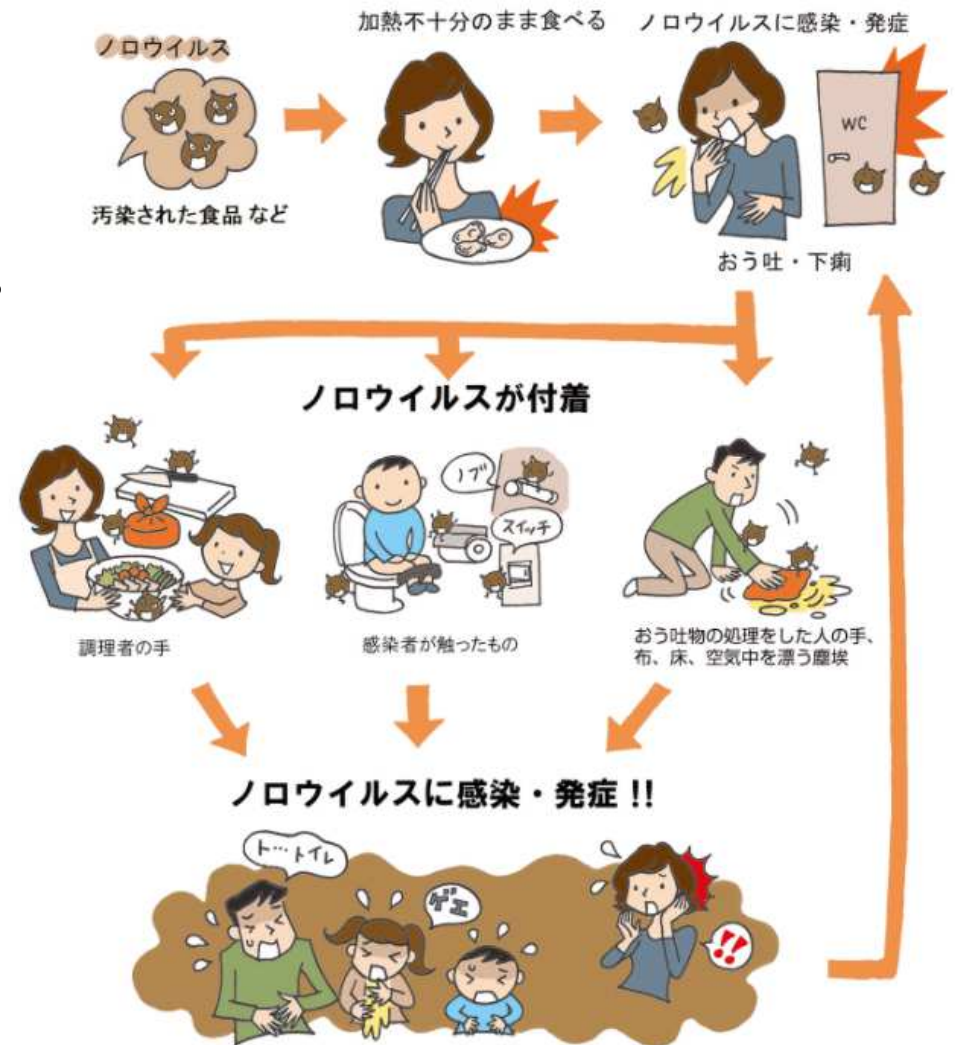 ノロウイルス
汚染された食品 など
加熱不十分のまま食べる
ノロウイルスに感染・発症
WC
おう吐・下痢
ノロウイルスが付着
調理者の手
ノブ
スイッチ
感染者が触ったもの
おう吐物の処理をした人の手、
布、床、空気中を漂う塵埃
ノロウイルスに感染・発症 !!
ト…トイレ
ゲエ
!!